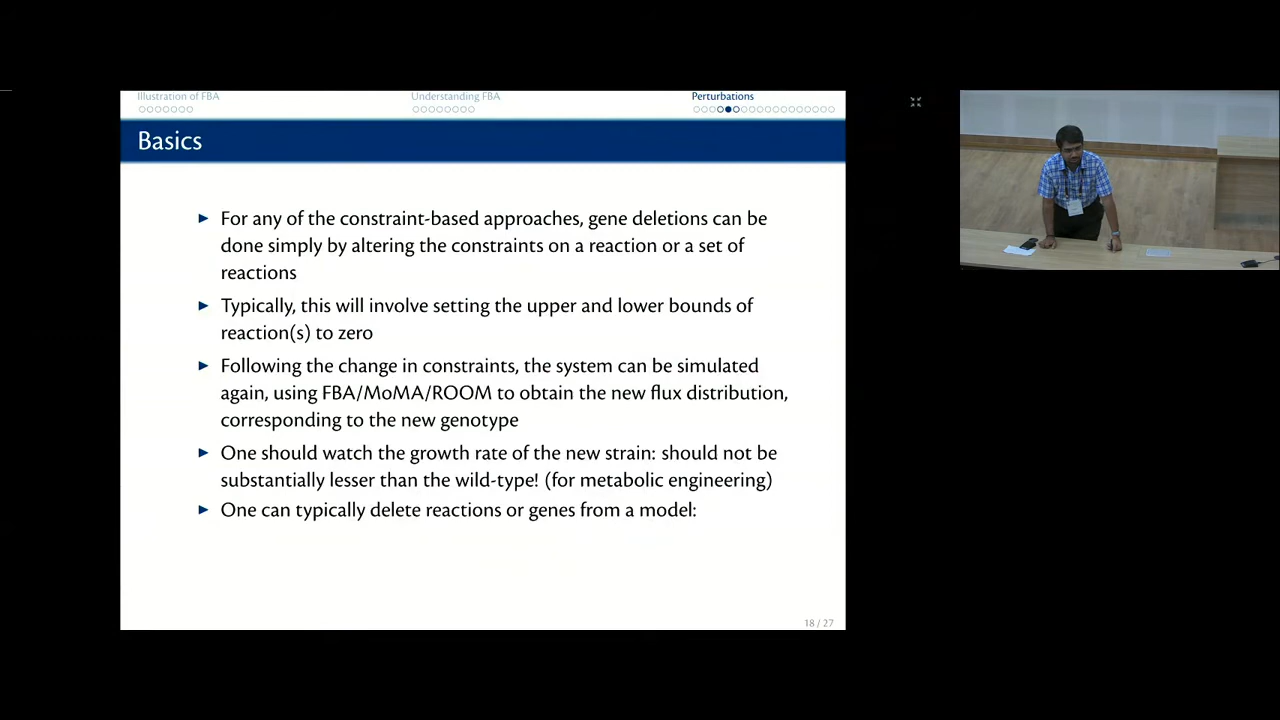 Illustration of FBA
Understanding FBA
Perturbations
Basics
For any of the constraint-based approaches, gene deletions can be
done simply by altering the constraints on a reaction or a set of
reactions
Typically, this will involve setting the upper and lower bounds of
reaction(s) to zero
Following the change in constraints, the system can be simulated
again, using FBA/MoMA/ROOM to obtain the new flux distribution,
corresponding to the new genotype
One should watch the growth rate of the new strain: should not be
substantially lesser than the wild-type! (for metabolic engineering)
One can typically delete reactions or genes from a model:
18 / 27